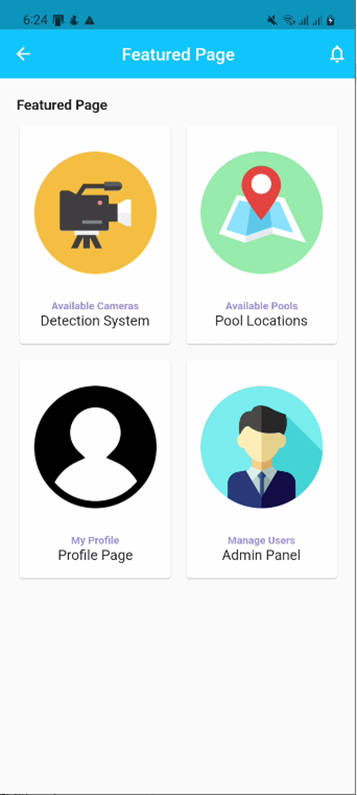 6:24
Featured Page
Featured Page
Available Cameras
Detection System
Available Pools
Pool Locations
My Profile
Profile Page
Manage Users
Admin Panel